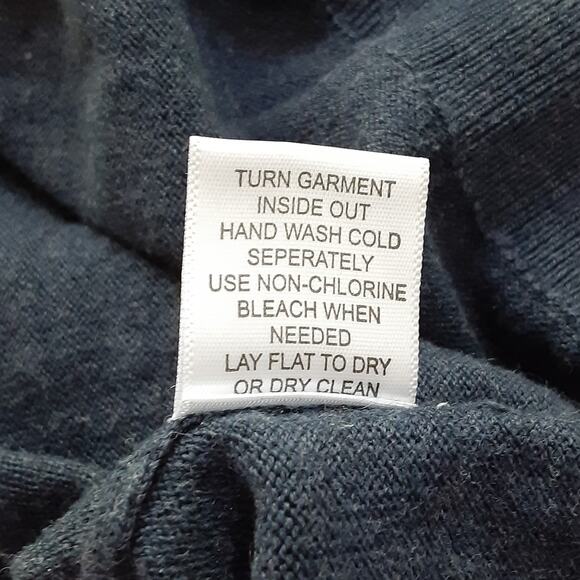 TURN GARMENT
INSIDE OUT
HAND WASH COLD
SEPERATELY
USE NON-CHLORINE
BLEACH WHEN
NEEDED
LAY FLAT TO DRY
OR DRY CLEAN